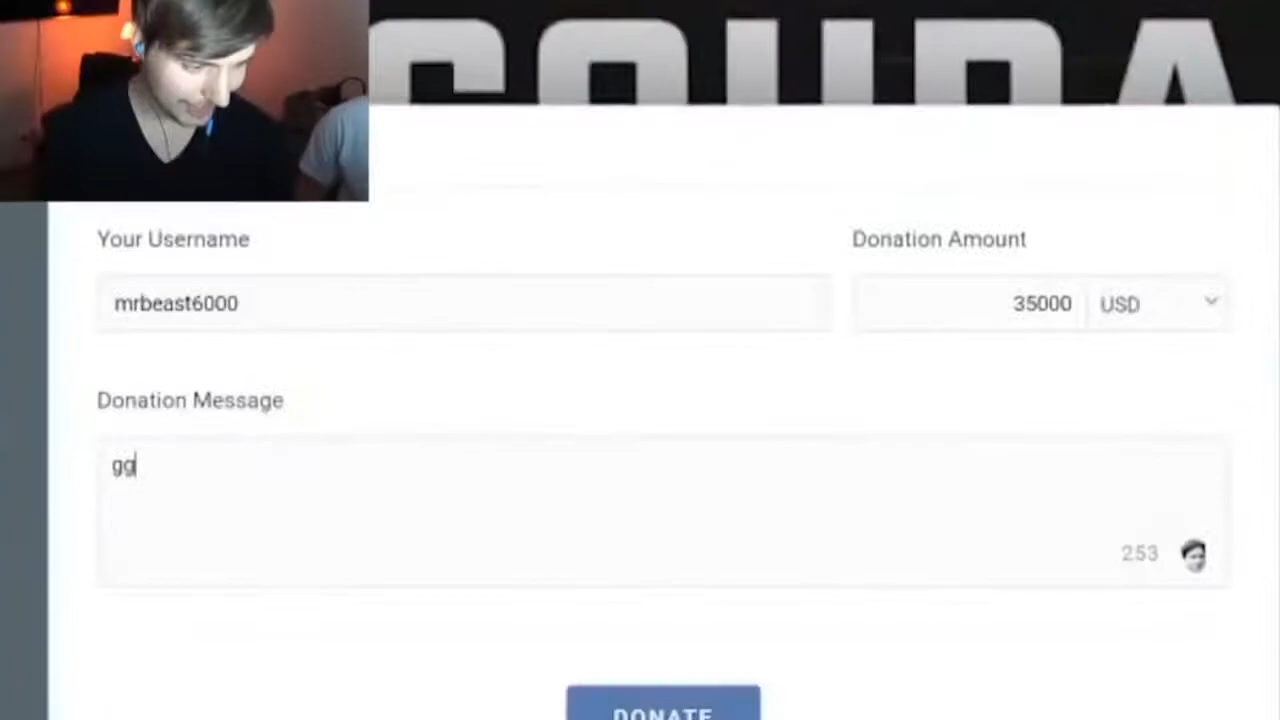 Your Username
Donation Amount
mrbeast6000
35000 USD
Donation Message
gg
253
DONATE